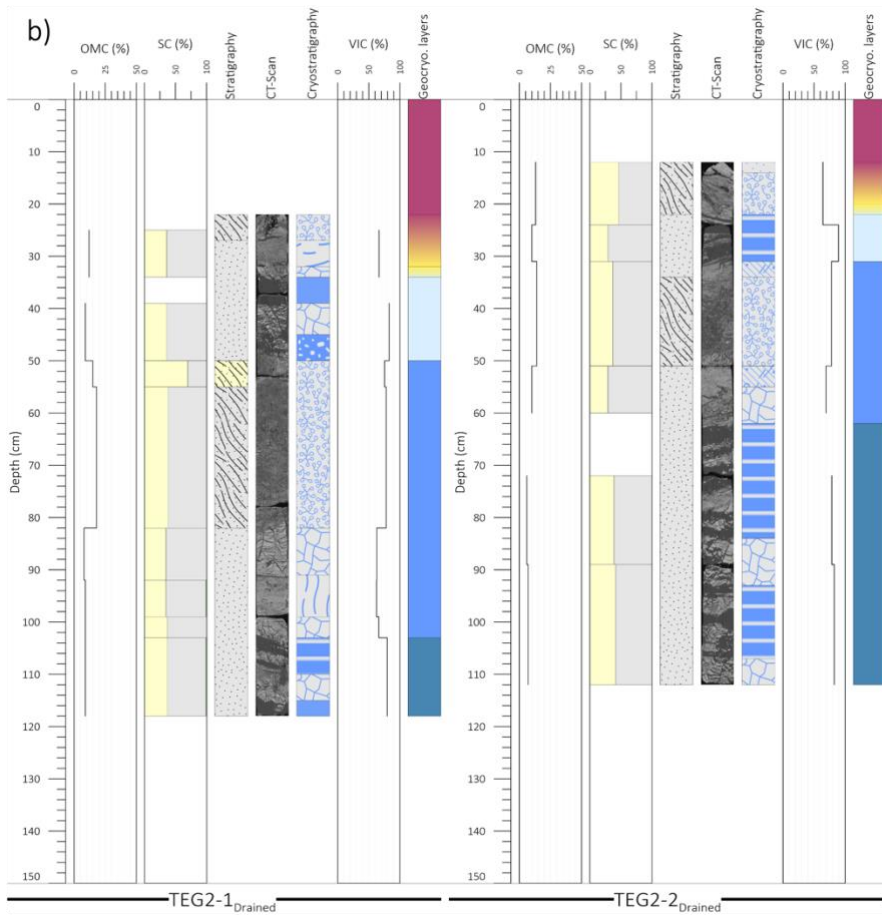 b)
OMC (%)
SC (%)
Stratigraphy
CT-Scan
Cryostratigraphy
VIC (%)
Geocryo. layers
OMC (%)
SC (%)
Stratigraphy
CT-Scan
Cryostratigraphy
VIC (%)
Geocryo. layers
0
25
50
0
50
100
0
50
100
0
25
50
0
50
100
0
50
100
0
10
20
30
40
50
60
70
80
90
100
110
120
130
140
150
Depth (cm)
0
10
20
30
40
50
60
70
80
90
100
110
120
130
140
150
Depth (cm)
TEG2-1Drained
TEG2-2Drained